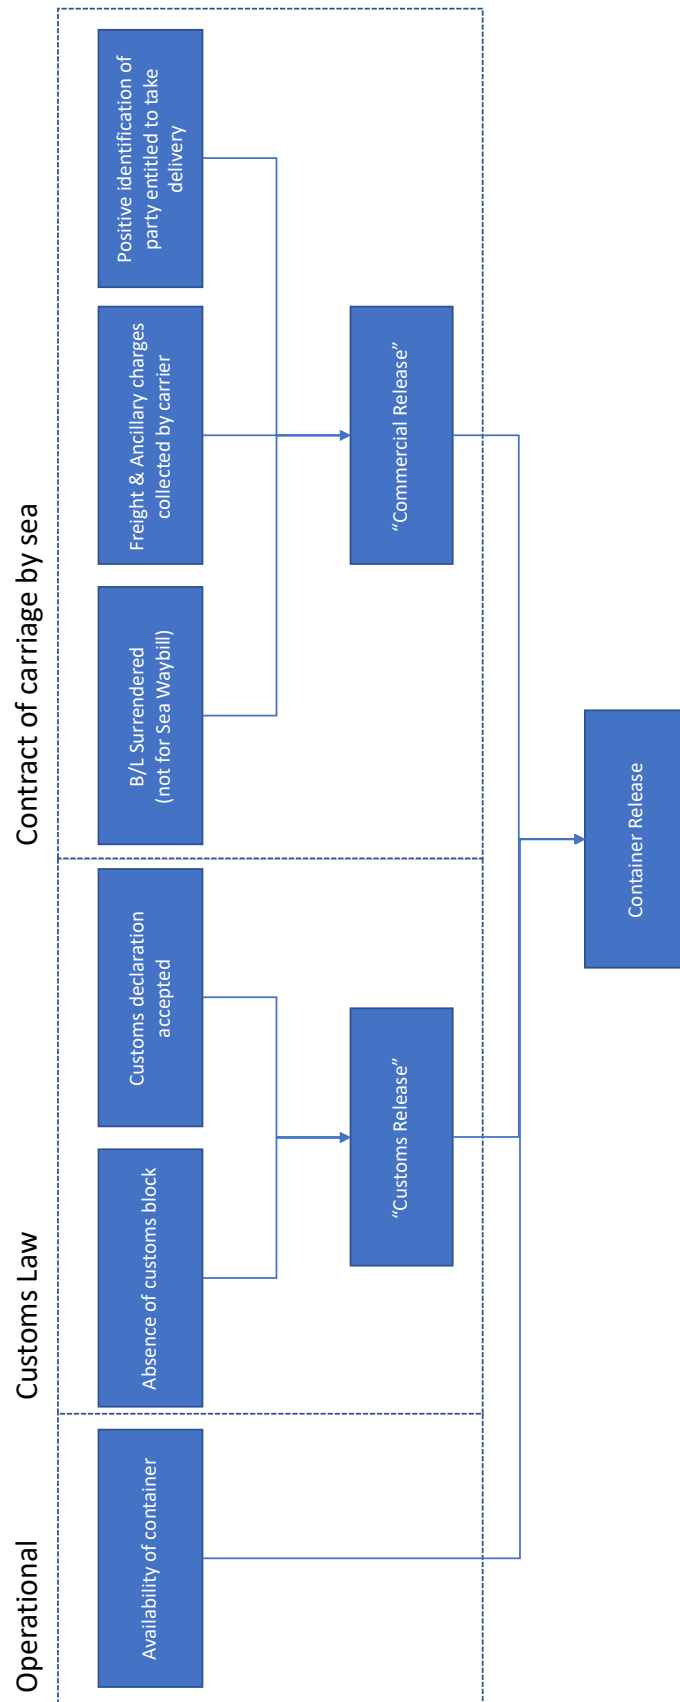 Operational
Customs Law
Contract of carriage by sea
Availability of container
Absence of customs block
Customs declaration
accepted
B/L Surrendered
(not for Sea Waybill)
Freight & Ancillary charges
collected by carrier
Positive identification of
party entitled to take
delivery
“Customs Release”
“Commercial Release”
Container Release